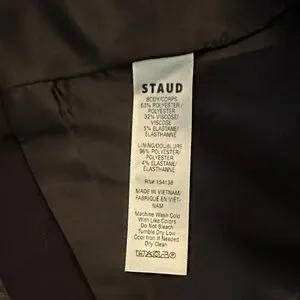 STAUD
BODY/CORPS
63% POLYESTER/
POLYESTER
32% VISCOSE/
VISCOSE
5% ELASTANE/
ELASTHANNE
LINING/DOUBLURE
96% POLYESTER/
POLYESTER
4% ELASTANE/
ELASTHANNE
RN# 154138
MADE IN VIETNAM/
FABRIQUE EN VIET-
NAM
Machine Wash Cold
With Like Colors
Do Not Bleach
Tumble Dry Low
Cool Iron If Needed
Dry Clean